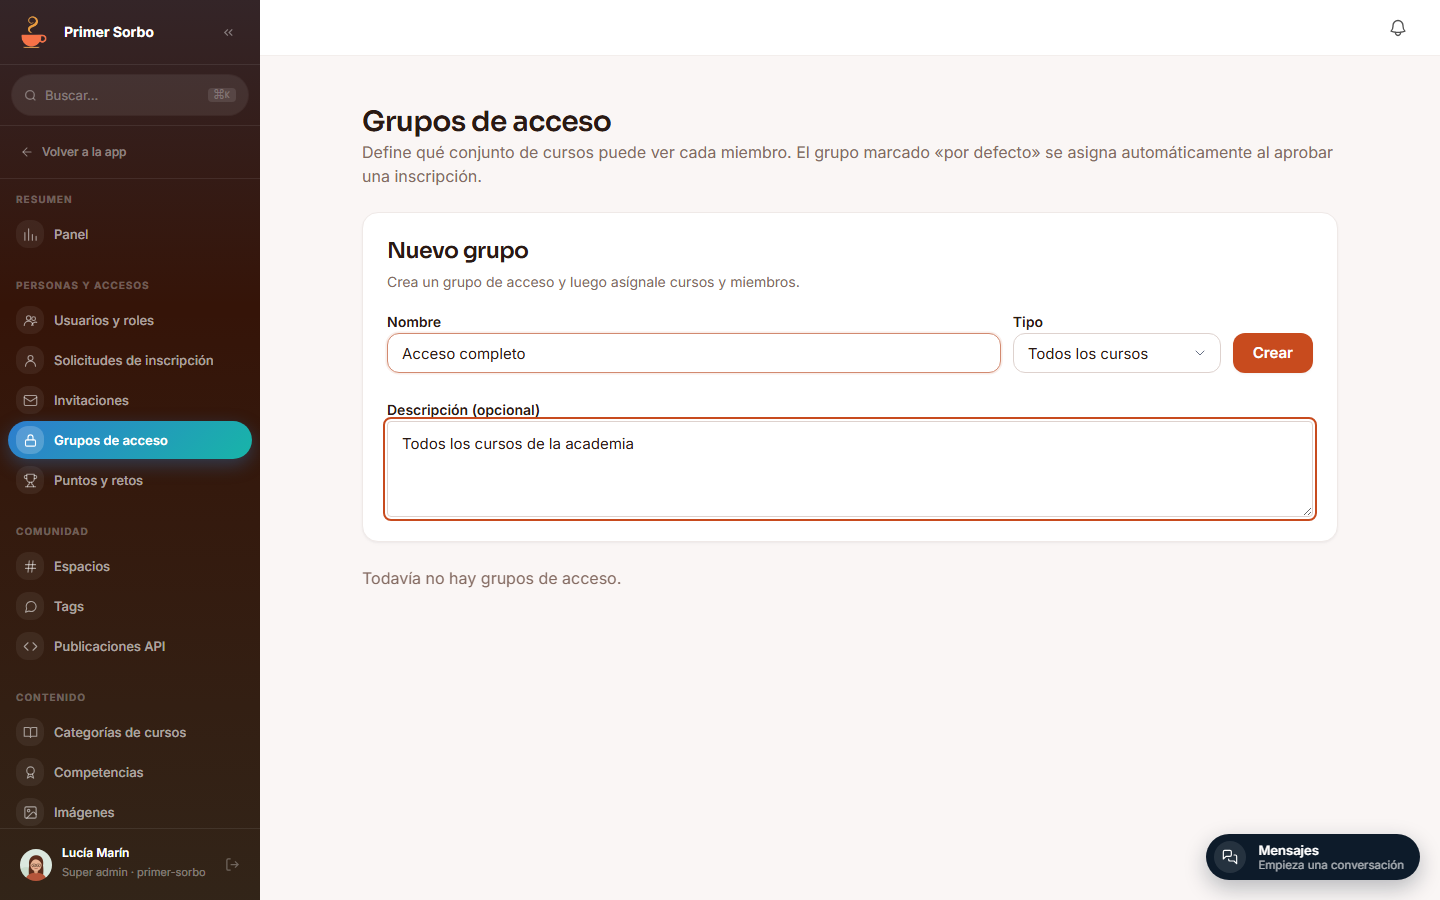 Primer Sorbo
Buscar...
⌘K
Volver a la app
RESUMEN
Panel
PERSONAS Y ACCESOS
Usuarios y roles
Solicitudes de inscripción
Invitaciones
Grupos de acceso
Puntos y retos
COMUNIDAD
Espacios
Tags
Publicaciones API
CONTENIDO
Categorías de cursos
Competencias
Imágenes
Lucía Marín
Super admin · primer-sorbo
Grupos de acceso
Define qué conjunto de cursos puede ver cada miembro. El grupo marcado «por defecto» se asigna automáticamente al aprobar
una inscripción.
Nuevo grupo
Crea un grupo de acceso y luego asígnale cursos y miembros.
Nombre
Tipo
Acceso completo
Todos los cursos
Crear
Descripción (opcional)
Todos los cursos de la academia
Todavía no hay grupos de acceso.
Mensajes
Empieza una conversación